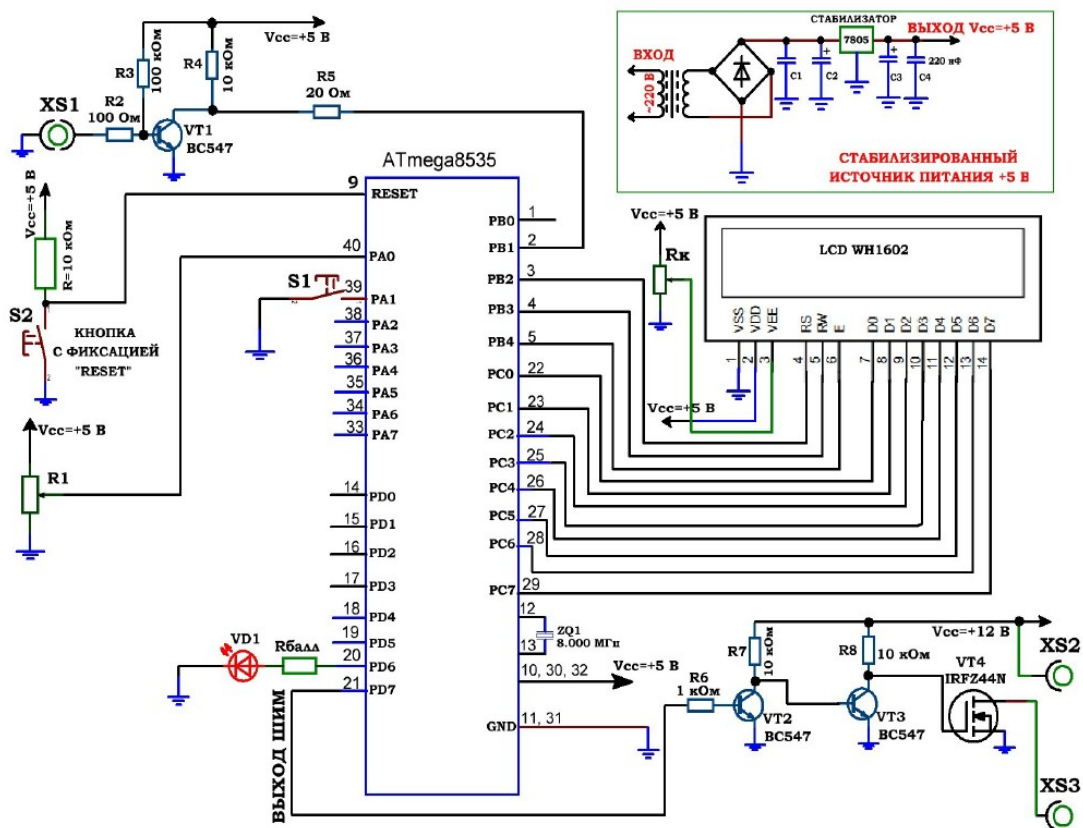 Vcc=+5 В
R3
100 кОм
R4
10 кОм
R5
20 Ом
XS1
R2
100 Ом
VT1
BC547
СТАБИЛИЗАТОР
7805
ВЫХОД Vcc=+5 В
ВХОД
~220 В
C1
C2
C3
C4
220 нФ
СТАБИЛИЗИРОВАННЫЙ
ИСТОЧНИК ПИТАНИЯ +5 В
ATmega8535
9
RESET
Vcc=+5 В
R=10 кОм
40
PA0
S1
39
PA1
38
PA2
37
PA3
36
PA4
35
PA5
34
PA6
33
PA7
S2
1
2
КНОПКА
С ФИКСАЦИЕЙ
"RESET"
Vcc=+5 В
R1
14
PD0
15
PD1
16
PD2
17
PD3
18
PD4
19
PD5
20
PD6
21
PD7
VD1
Rбалл
ВЫХОД ШИМ
PB0
1
PB1
2
PB2
3
PB3
4
PB4
5
PC0
22
PC1
23
PC2
24
PC3
25
PC4
26
PC5
27
PC6
28
PC7
29
12
13
ZQ1
8.000 МГц
10, 30, 32
Vcc=+5 В
GND
11, 31
Vcc=+5 В
Rк
LCD WH1602
VSS
VDD
VEE
RS
RW
E
D0
D1
D2
D3
D4
D5
D6
D7
1
2
3
4
5
6
7
8
9
10
11
12
13
14
Vcc=+5 В
R6
1 кОм
R7
10 кОм
VT2
BC547
R8
10 кОм
VT3
BC547
Vcc=+12 В
VT4
IRFZ44N
XS2
XS3